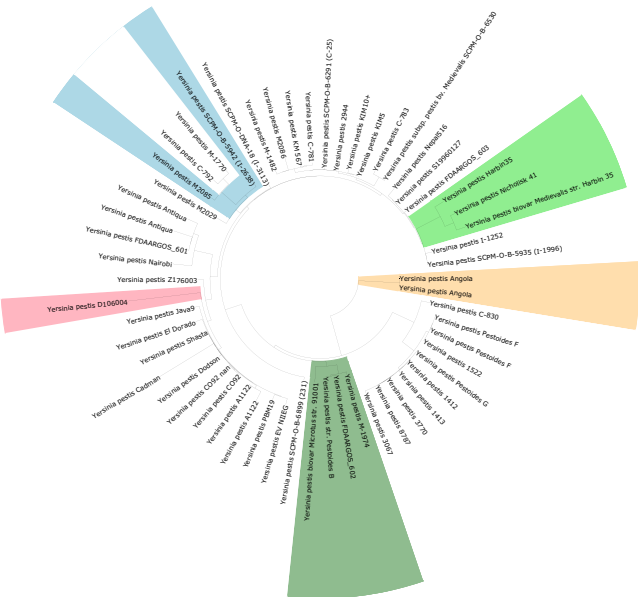 Yersinia pestis SCPM-O-B-6291 (C-25)
Yersinia pestis 2944
Yersinia pestis KIM10+
Yersinia pestis KIM5
Yersinia pestis C-783
Yersinia pestis subsp. pestis bv. Medievalis SCPM-O-B-6530
Yersinia pestis Nepal516
Yersinia pestis G1996012?
Yersinia pestis FDAARGOS_603
Yersinia pestis Harbin35
Yersinia pestis Nicholisk 41
Yersinia pestis biovar Medievalis str. Harbin 35
Yersinia pestis I-1252
Yersinia pestis SCPM-O-B-5935 (I-1996)
Yersinia pestis Angola
Yersinia pestis Angola
Yersinia pestis C-830
Yersinia pestis Pestoides F
Yersinia pestis Pestoides F
Yersinia pestis 1522
Yersinia pestis Pestoides G
Yersinia pestis 1412
Yersinia pestis 1413
Yersinia pestis 3770
Yersinia pestis 8787
Yersinia pestis 3067
Yersinia pestis M-1974
Yersinia pestis FDAARGOS_602
Yersinia pestis str. Pestoides B
Yersinia pestis biovar Microtus str. 91001
Yersinia pestis SCPM-O-B-6899 (231)
Yersinia pestis EV NIIEG
Yersinia pestis PBM19
Yersinia pestis A1122
Yersinia pestis A1122
Yersinia pestis CO92
Yersinia pestis CO92 nan
Yersinia pestis Dodson
Yersinia pestis Cadman
Yersinia pestis Shasta
Yersinia pestis El Dorado
Yersinia pestis Java9
Yersinia pestis D106004
Yersinia pestis Z176003
Yersinia pestis Nairobi
Yersinia pestis FDAARGOS_601
Yersinia pestis Antiqua
Yersinia pestis Antiqua
Yersinia pestis M2029
Yersinia pestis M2085
Yersinia pestis C-792
Yersinia pestis M-1770
Yersinia pestis SCPM-O-B-5942 (I-2638)
Yersinia pestis SCPM-O-DNA-18 (I-3113)
Yersinia pestis M-1482
Yersinia pestis M2086
Yersinia pestis KM 567
Yersinia pestis C-781